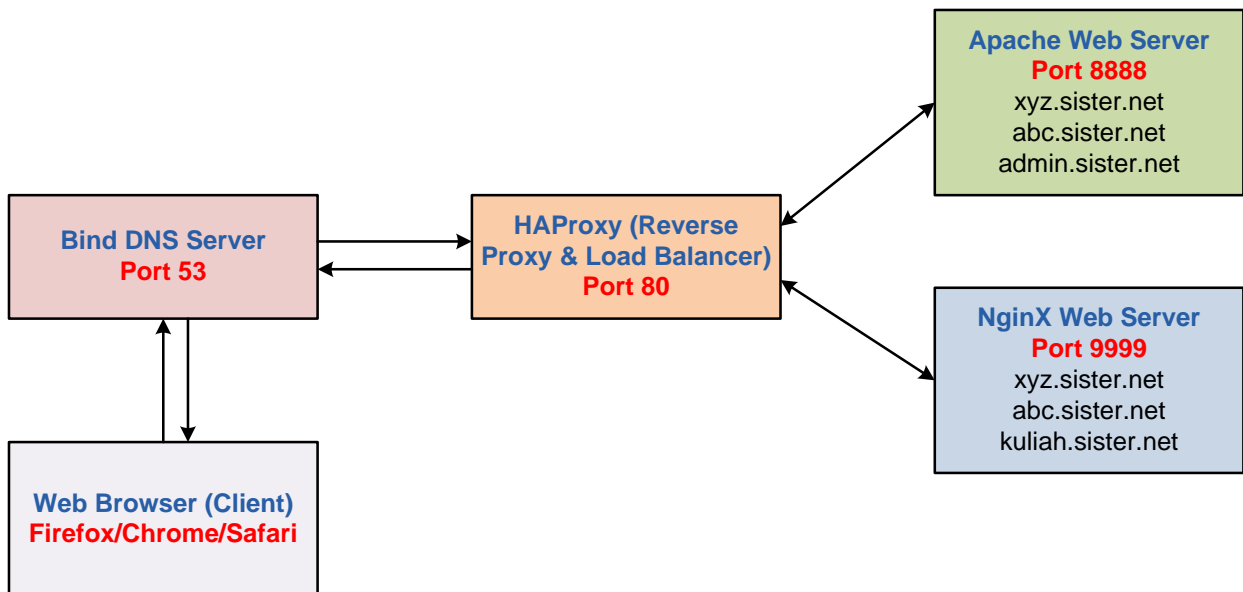 Bind DNS Server
Port 53
Web Browser (Client)
Firefox/Chrome/Safari
HAProxy (Reverse
Proxy & Load Balancer)
Port 80
Apache Web Server
Port 8888
xyz.sister.net
abc.sister.net
admin.sister.net
NginX Web Server
Port 9999
xyz.sister.net
abc.sister.net
kuliah.sister.net